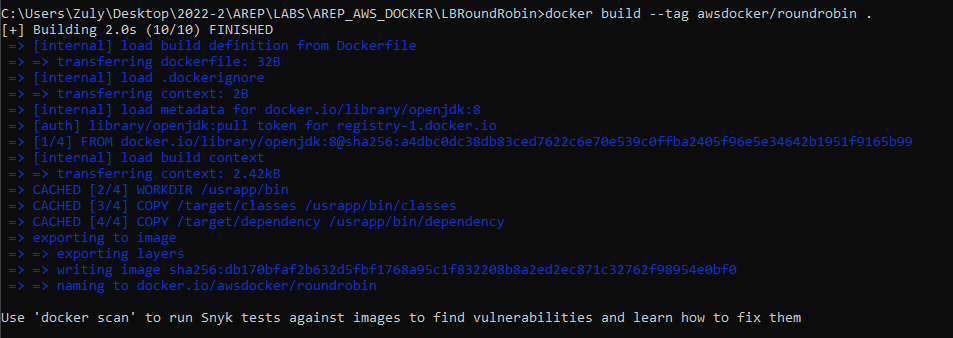 C:\Users\Zuly\Desktop\2022-2\AREP\LABS\AREP_AWS_DOCKER\LBRoundRobin>docker build --tag awsdocker/roundrobin .
[+] Building 2.0s (10/10) FINISHED
=> [internal] load build definition from Dockerfile
=> => transferring dockerfile: 32B
=> [internal] load .dockerignore
=> => transferring context: 2B
=> [internal] load metadata for docker.io/library/openjdk:8
=> [auth] library/openjdk:pull token for registry-1.docker.io
=> [1/4] FROM docker.io/library/openjdk:8@sha256:a4dbc0dc38db83ced7622c6e70e539c0ffba2405f96e5e34642b1951f9165b99
=> [internal] load build context
=> => transferring context: 2.42kB
=> CACHED [2/4] WORKDIR /usrapp/bin
=> CACHED [3/4] COPY /target/classes /usrapp/bin/classes
=> CACHED [4/4] COPY /target/dependency /usrapp/bin/dependency
=> exporting to image
=> => exporting layers
=> => writing image sha256:db170bfaf2b632d5fbf1768a95c1f832208b8a2ed2ec871c32762f98954e0bf0
=> => naming to docker.io/awsdocker/roundrobin
Use 'docker scan' to run Snyk tests against images to find vulnerabilities and learn how to fix them